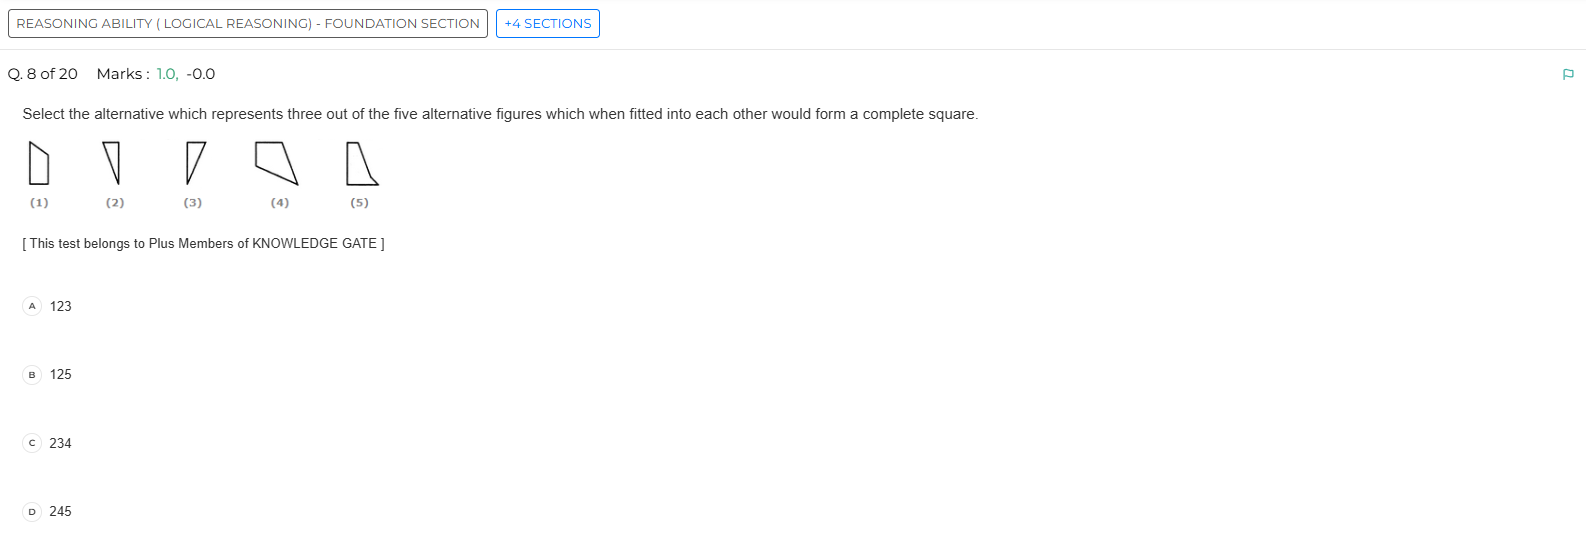 REASONING ABILITY ( LOGICAL REASONING) - FOUNDATION SECTION
+4 SECTIONS
Q. 8 of 20 Marks : 1.0, -0.0
Select the alternative which represents three out of the five alternative figures which when fitted into each other would form a complete square.
(1) (2) (3) (4) (5)
[ This test belongs to Plus Members of KNOWLEDGE GATE ]
A 123
B 125
C 234
D 245